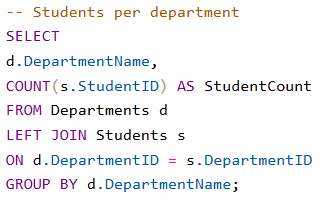 -- Students per department
SELECT
d.DepartmentName,
COUNT(s.StudentID) AS StudentCount
FROM Departments d
LEFT JOIN Students s
ON d.DepartmentID = s.DepartmentID
GROUP BY d.DepartmentName;